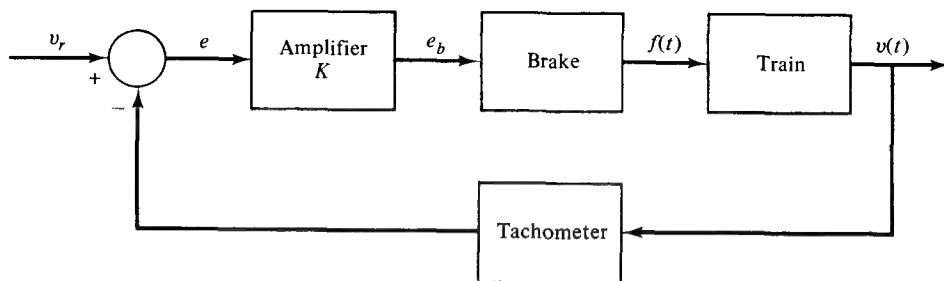 v_r
+
−
e
Amplifier
K
e_b
Brake
f(t)
Train
v(t)
Tachometer